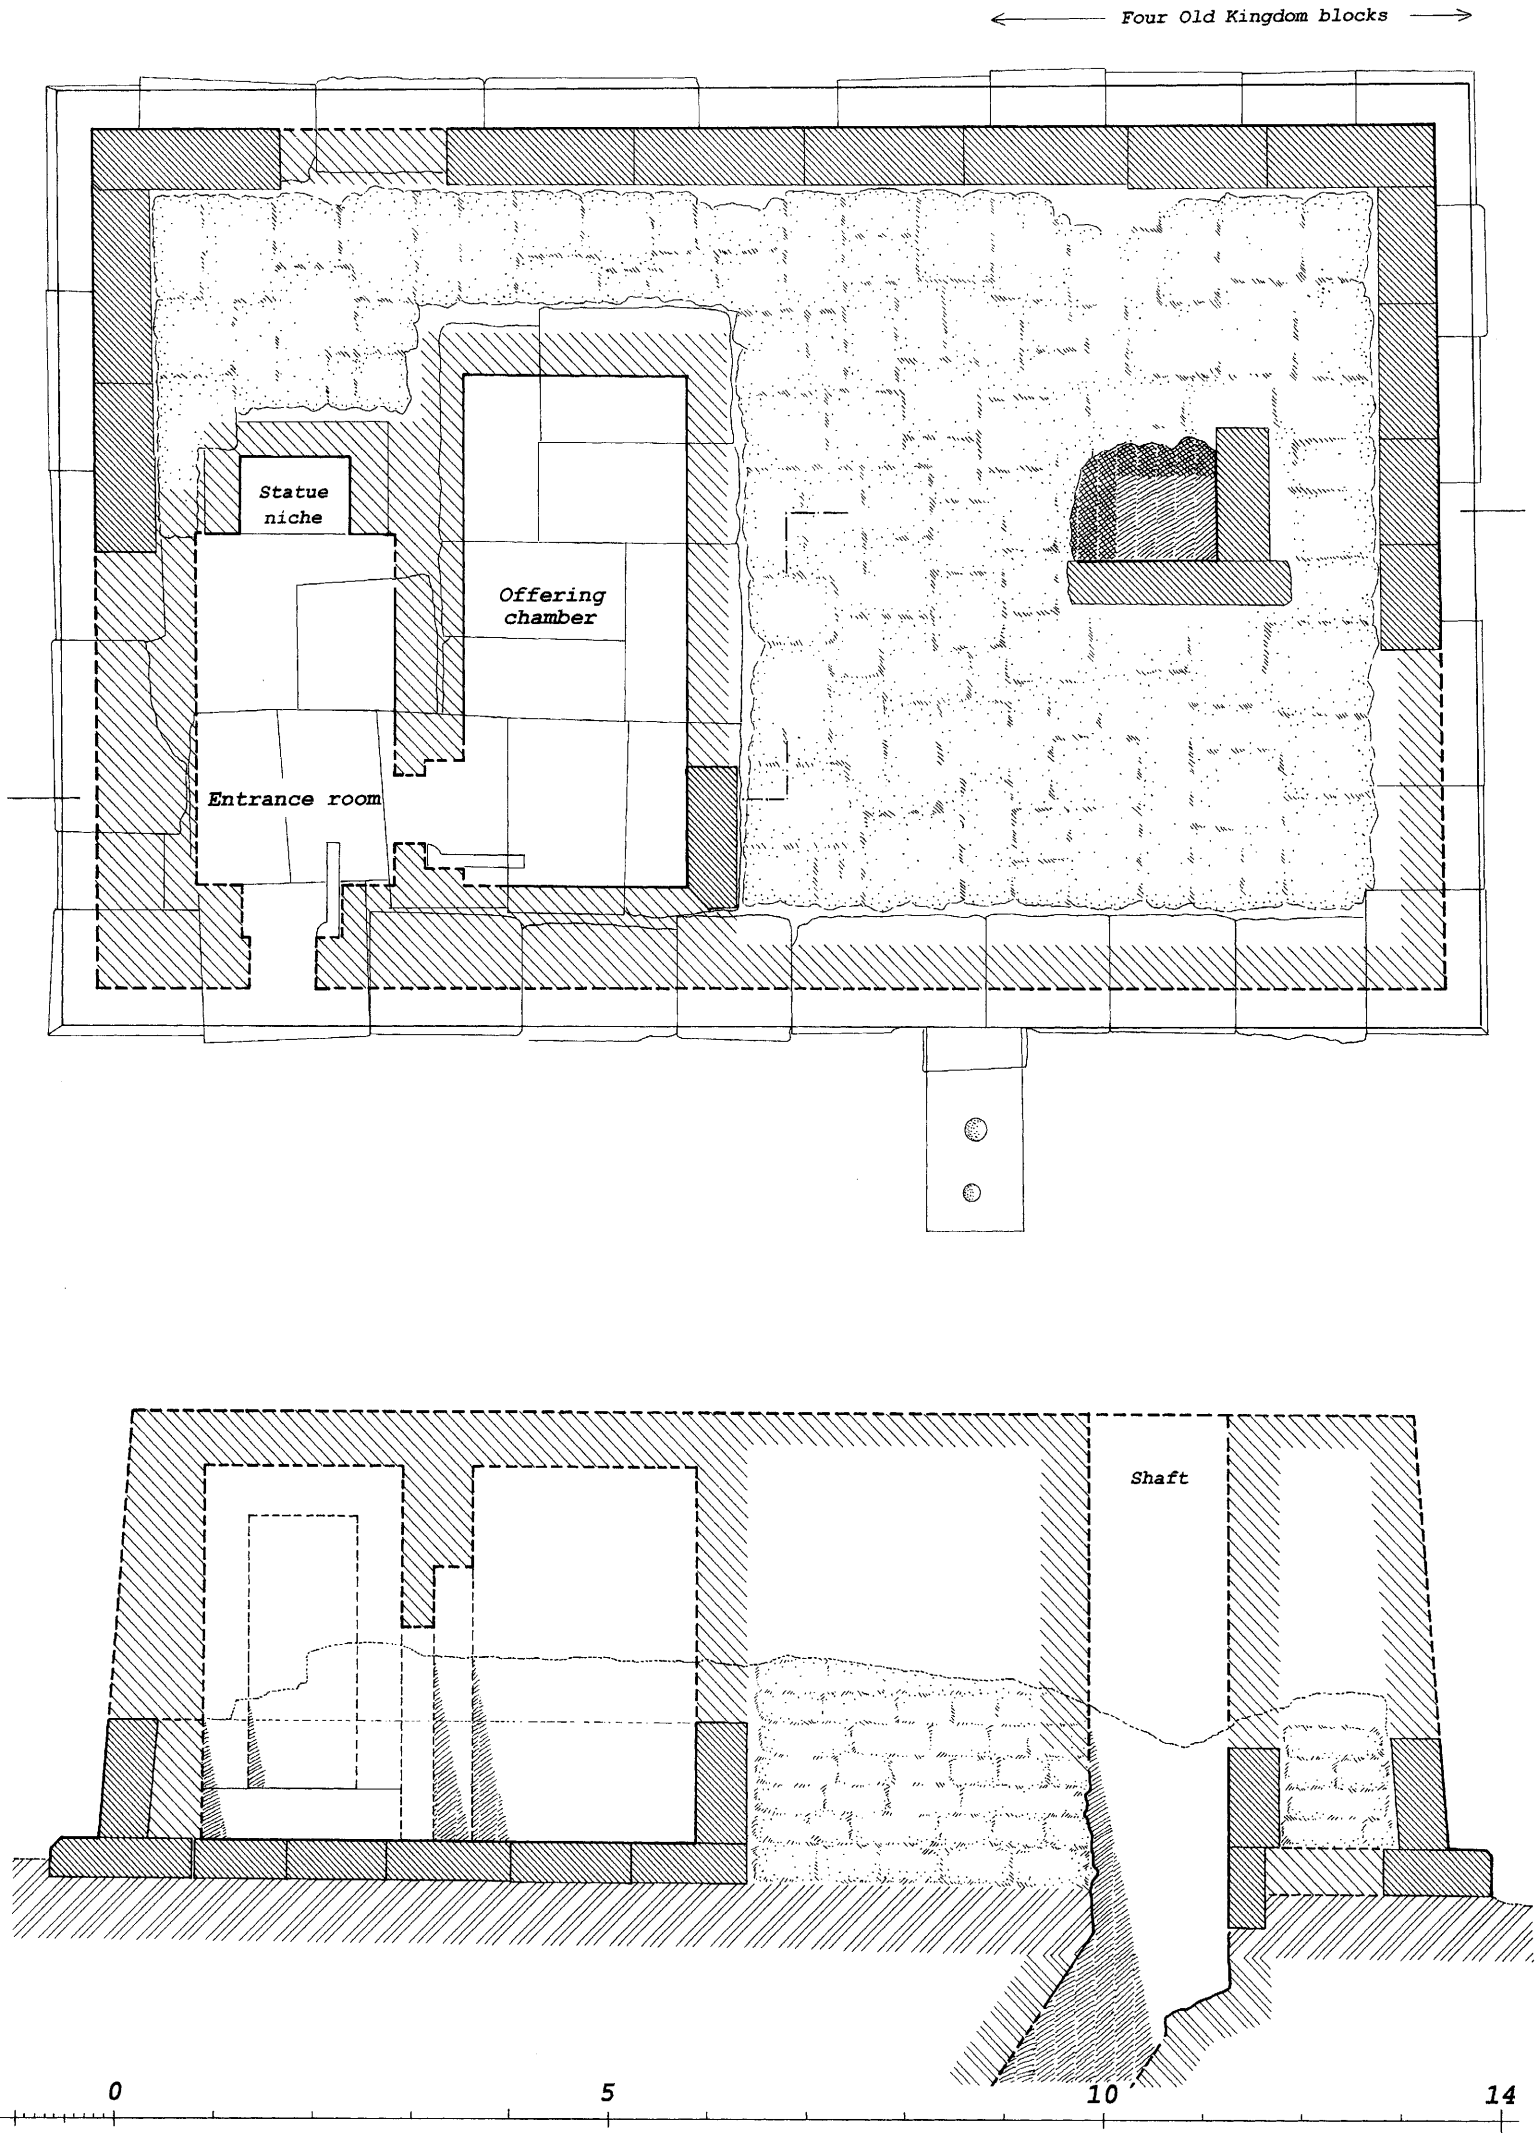 Four Old Kingdom blocks
Statue
niche
Offering
chamber
Entrance room
Shaft
0 5 10 14